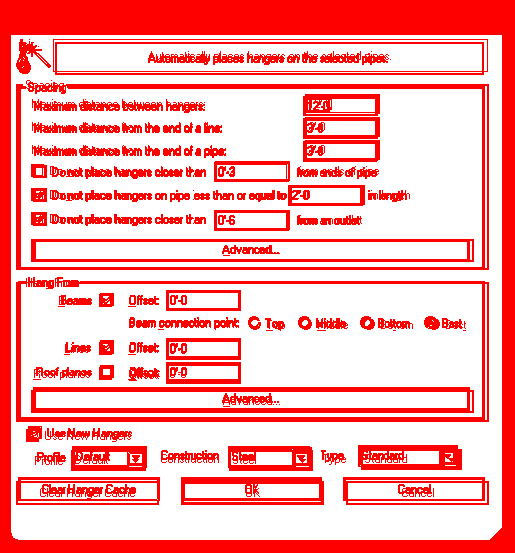 Automatically places hangers on the selected pipes.
Spacing
Maximum distance between hangers: 12'0
Maximum distance from the end of a line: 3'-6
Maximum distance from the end of a pipe: 3'-6
Do not place hangers closer than 0'-3 from ends of pipe
Do not place hangers on pipe less than or equal to 2'-0 in length
Do not place hangers closer than 0'-6 from an outlet
Advanced...
Hang From
Beams Offset: 0'-0
Beam connection point: Top Middle Bottom Best
Lines Offset: 0'-0
Roof planes Offset: 0'-0
Advanced...
Use New Hangers
Profile Default Construction Steel Type Standard
Clear Hanger Cache OK Cancel